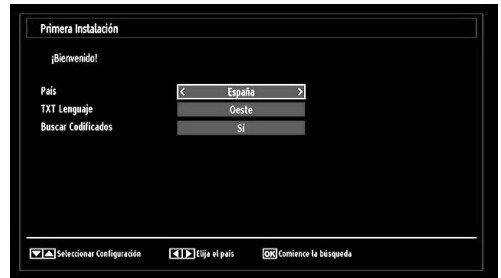 Primera Instalación
¡Bienvenido!
País < España >
TXT Lenguaje Oeste
Buscar Codificados Sí
Seleccionar Configuración Elija el país OK Comience la búsqueda